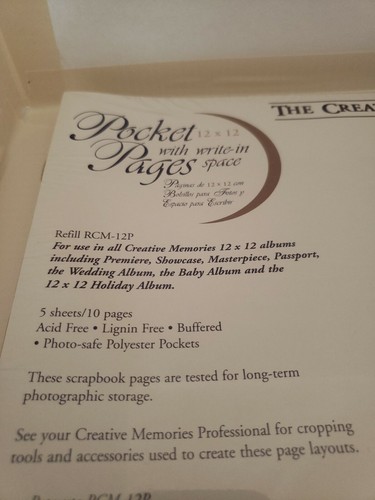 THE CREA
Pocket 12 x 12
with write-in
Pages space
Páginas de 12 x 12 con
Bolsillos para Fotos y
Espacio para Escribir
Refill RCM-12P
For use in all Creative Memories 12 x 12 albums
including Premiere, Showcase, Masterpiece, Passport,
the Wedding Album, the Baby Album and the
12 x 12 Holiday Album.
5 sheets/10 pages
Acid Free • Lignin Free • Buffered
• Photo-safe Polyester Pockets
These scrapbook pages are tested for long-term
photographic storage.
See your Creative Memories Professional for cropping
tools and accessories used to create these page layouts.
RCM-12P